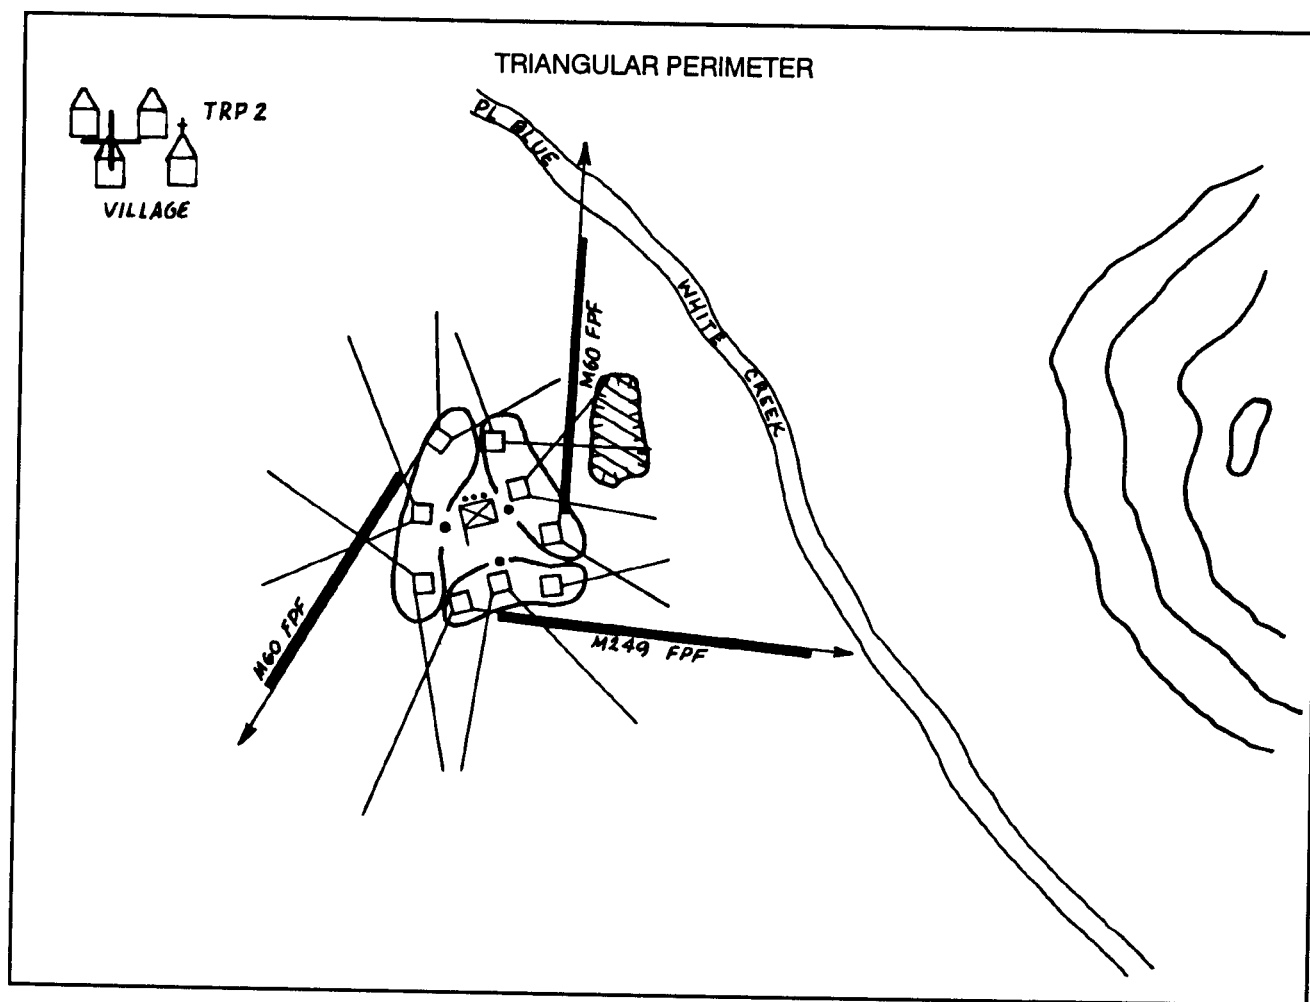 TRIANGULAR PERIMETER
TRP 2
VILLAGE
PL BLUE
WHITE CREEK
M60 FPF
M60 FPF
M249 FPF